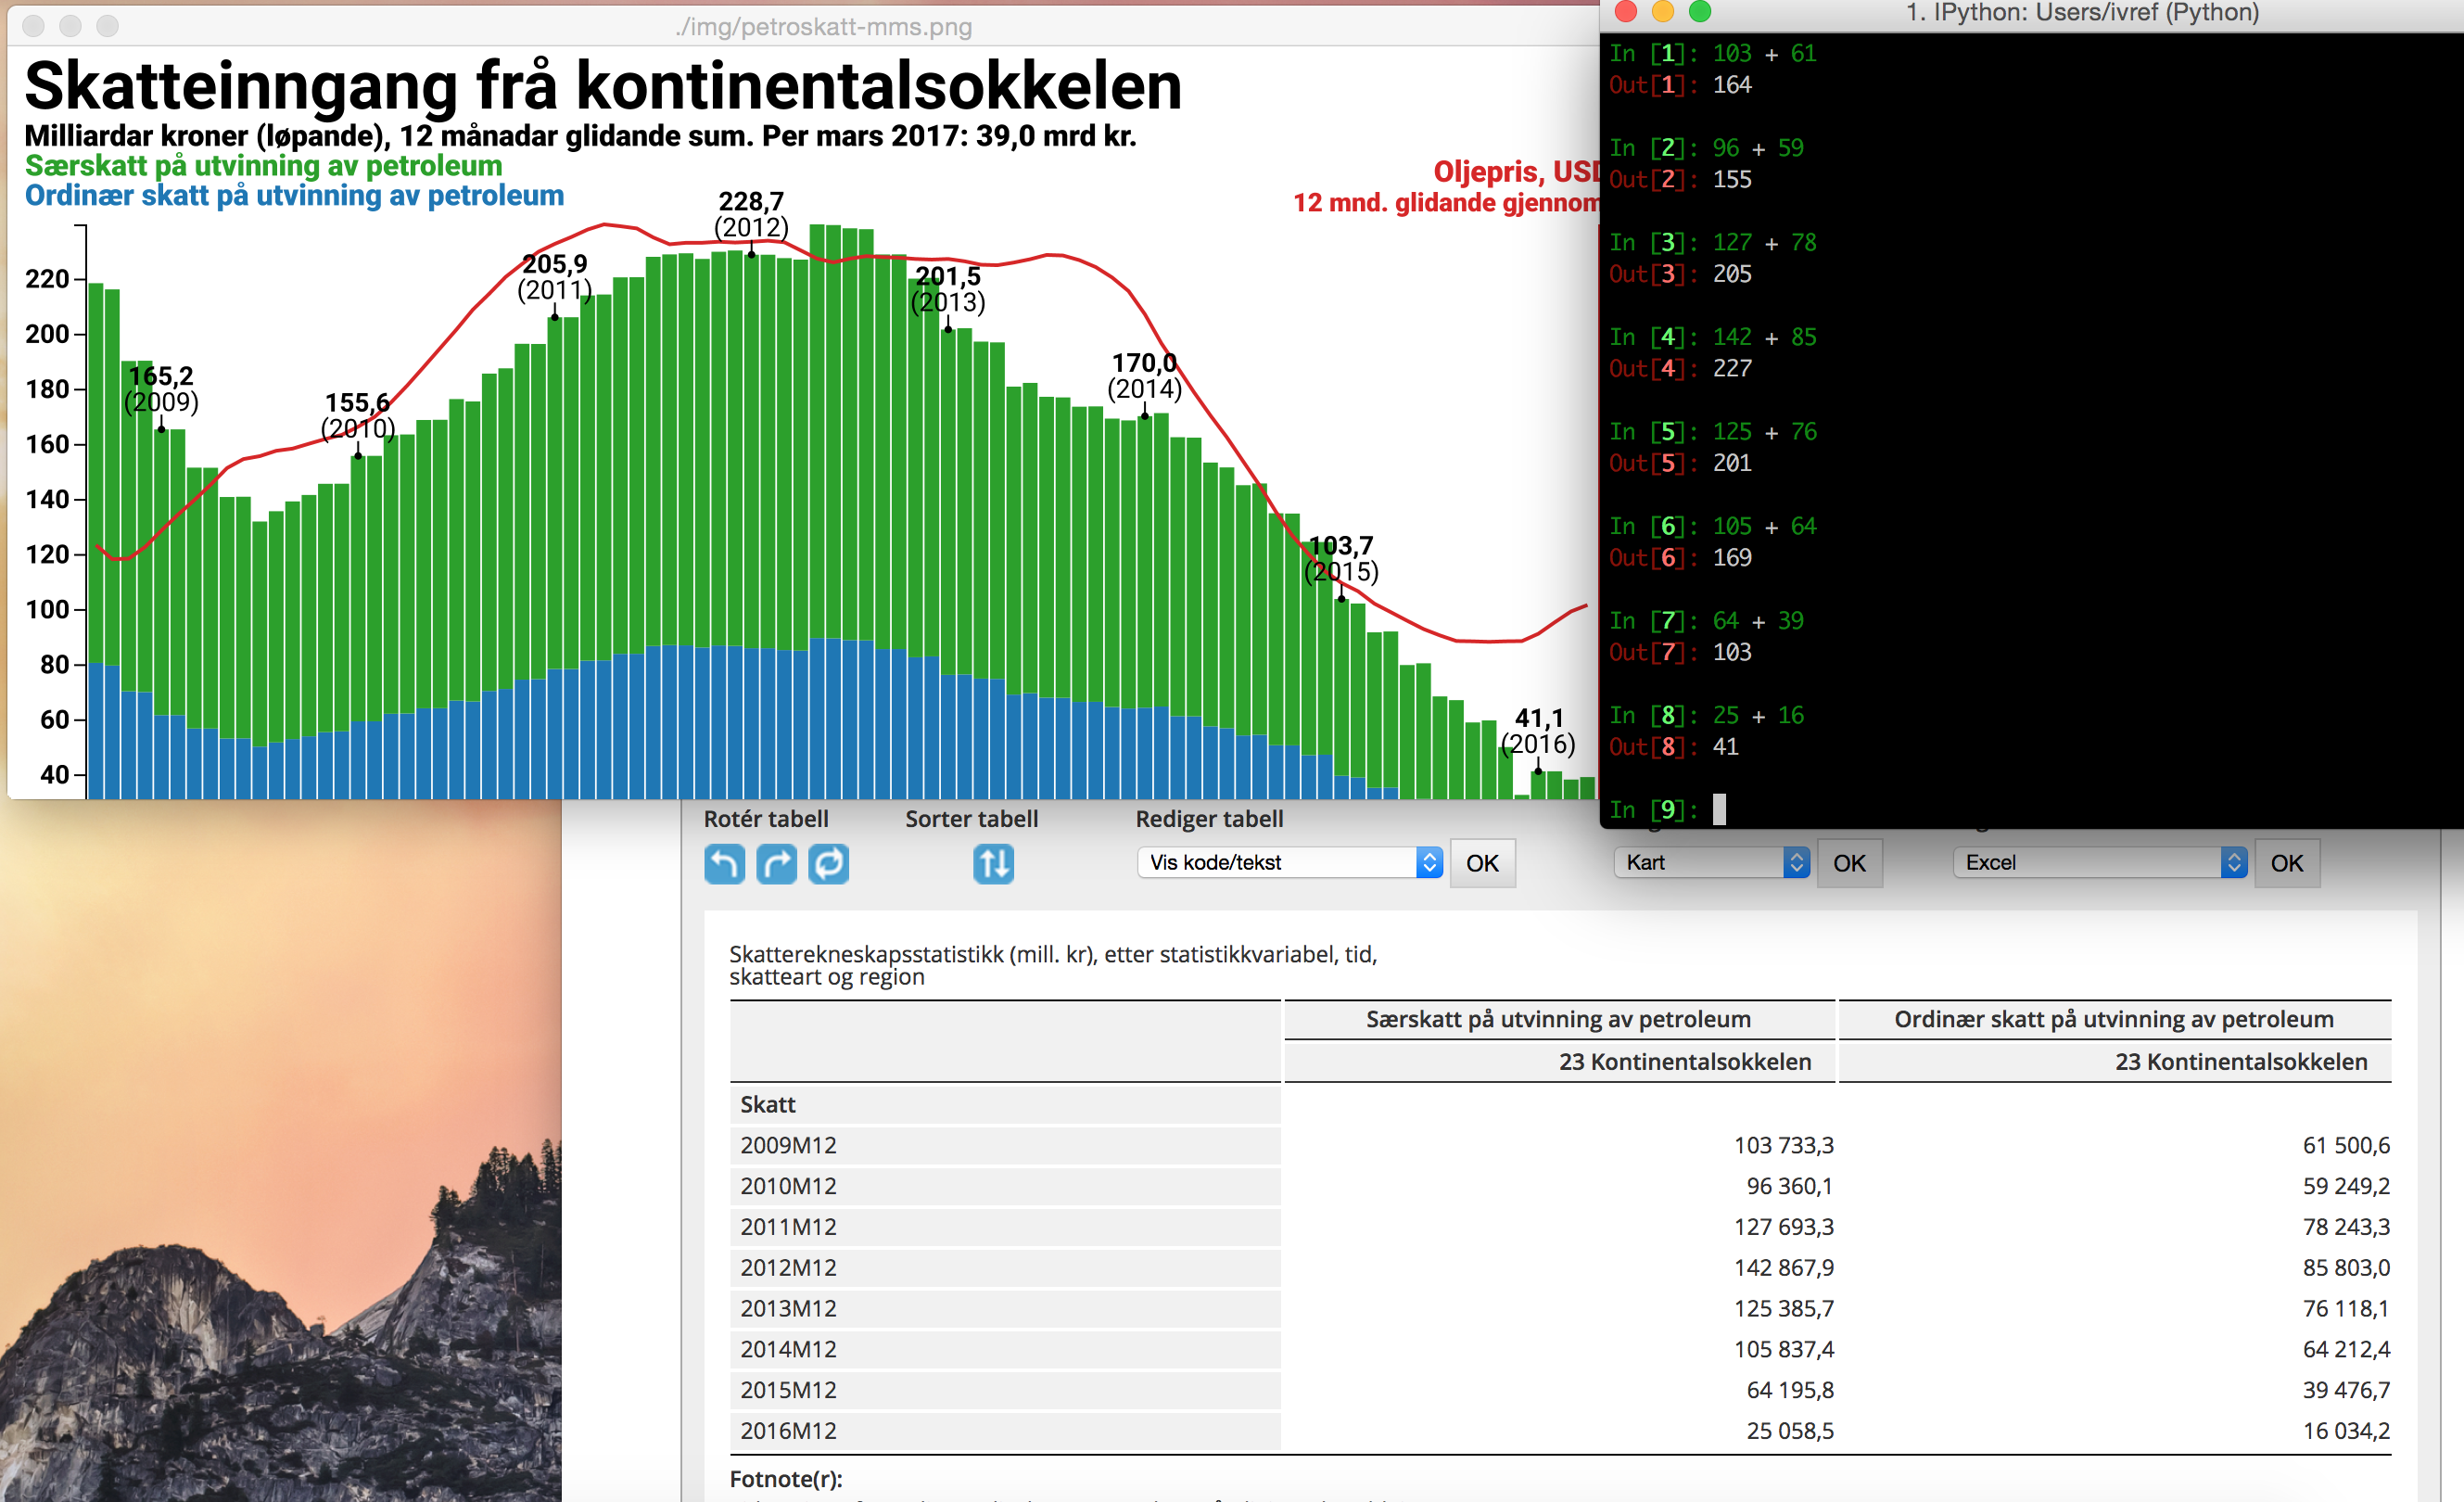 ./img/petroskatt-mms.png
Skatteinngang frå kontinentalsokkelen
Milliardar kroner (løpande), 12 månadar glidande sum. Per mars 2017: 39,0 mrd kr.
Særskatt på utvinning av petroleum
Ordinær skatt på utvinning av petroleum
Oljepris, USD
12 mnd. glidande gjennom
228,7
(2012)
205,9
(2011)
201,5
(2013)
165,2
(2009)
155,6
(2010)
170,0
(2014)
103,7
(2015)
41,1
(2016)
220
200
180
160
140
120
100
80
60
40
1. IPython: Users/ivref (Python)
In [1]: 103 + 61
Out[1]: 164
In [2]: 96 + 59
Out[2]: 155
In [3]: 127 + 78
Out[3]: 205
In [4]: 142 + 85
Out[4]: 227
In [5]: 125 + 76
Out[5]: 201
In [6]: 105 + 64
Out[6]: 169
In [7]: 64 + 39
Out[7]: 103
In [8]: 25 + 16
Out[8]: 41
In [9]:
Rotér tabell Sorter tabell Rediger tabell
Vis kode/tekst OK Kart OK Excel OK
Skatterekneskapsstatistikk (mill. kr), etter statistikkvariabel, tid,
skatteart og region
Særskatt på utvinning av petroleum Ordinær skatt på utvinning av petroleum
23 Kontinentalsokkelen 23 Kontinentalsokkelen
Skatt
2009M12 103 733,3 61 500,6
2010M12 96 360,1 59 249,2
2011M12 127 693,3 78 243,3
2012M12 142 867,9 85 803,0
2013M12 125 385,7 76 118,1
2014M12 105 837,4 64 212,4
2015M12 64 195,8 39 476,7
2016M12 25 058,5 16 034,2
Fotnote(r):